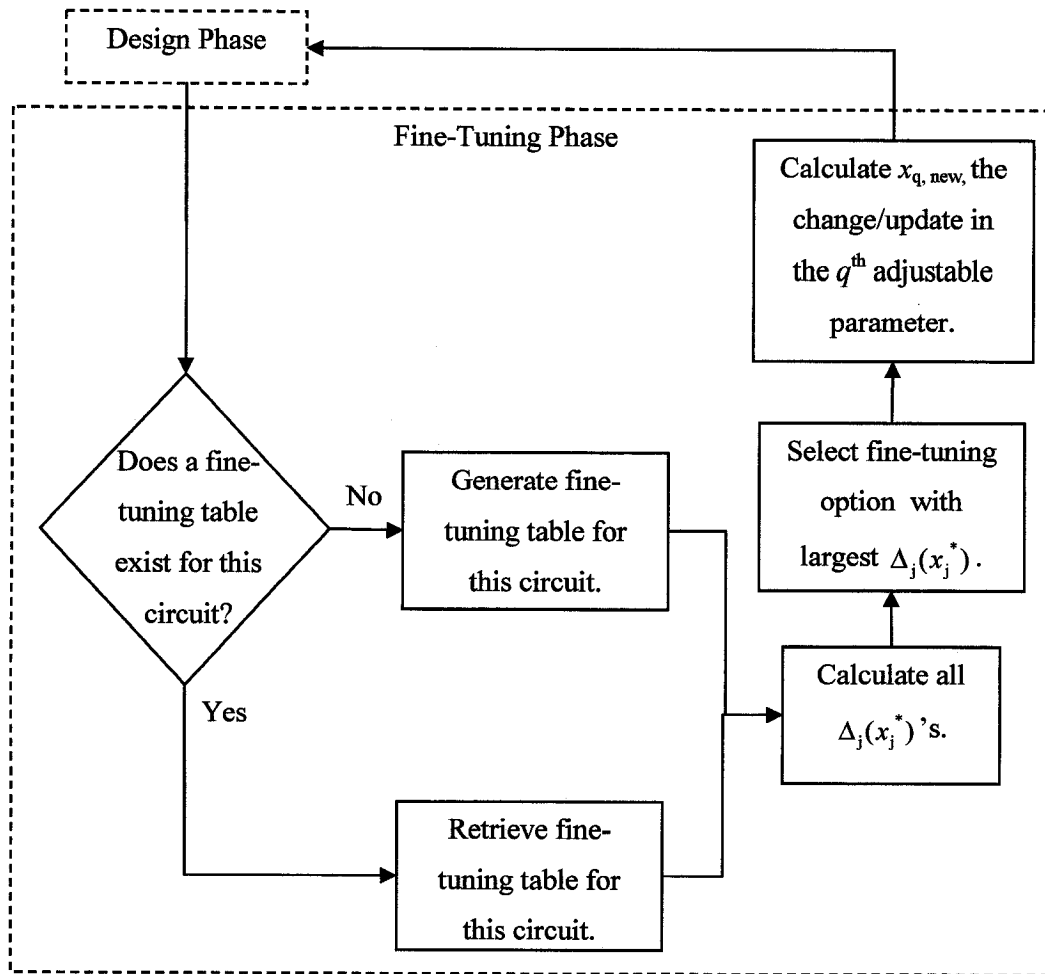 Design Phase
Fine-Tuning Phase
Does a fine-
tuning table
exist for this
circuit?
No
Yes
Generate fine-
tuning table for
this circuit.
Retrieve fine-
tuning table for
this circuit.
Calculate all
Δj(xj*)'s.
Select fine-tuning
option with
largest Δj(xj*).
Calculate xq, new, the
change/update in
the qth adjustable
parameter.